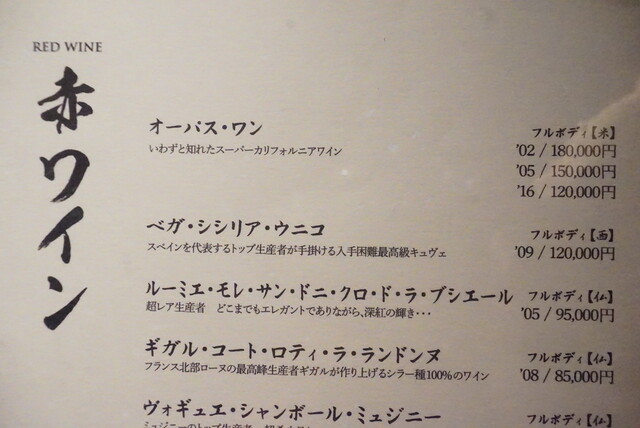 RED WINE
赤ワイン
オーパス・ワン
フルボディ【米】
いわずと知れたスーパーカリフォルニアワイン
'02 / 180,000円
'05 / 150,000円
'16 / 120,000円
ベガ・シシリア・ウニコ
フルボディ【西】
スペインを代表するトップ生産者が手掛ける入手困難最高級キュヴェ
'09 / 120,000円
ルーミエ・モレ・サン・ドニ・クロ・ド・ラ・ブシエール
フルボディ【仏】
超レア生産者 どこまでもエレガントでありながら、深紅の輝き・・・
'05 / 95,000円
ギガル・コート・ロティ・ラ・ランドンヌ
フルボディ【仏】
フランス北部ローヌの最高峰生産者ギガルが作り上げるシラー種100%のワイン
'08 / 85,000円
ヴォギュエ・シャンボール・ミュジニー
フルボディ【仏】
ミュジニーのトップ生産者